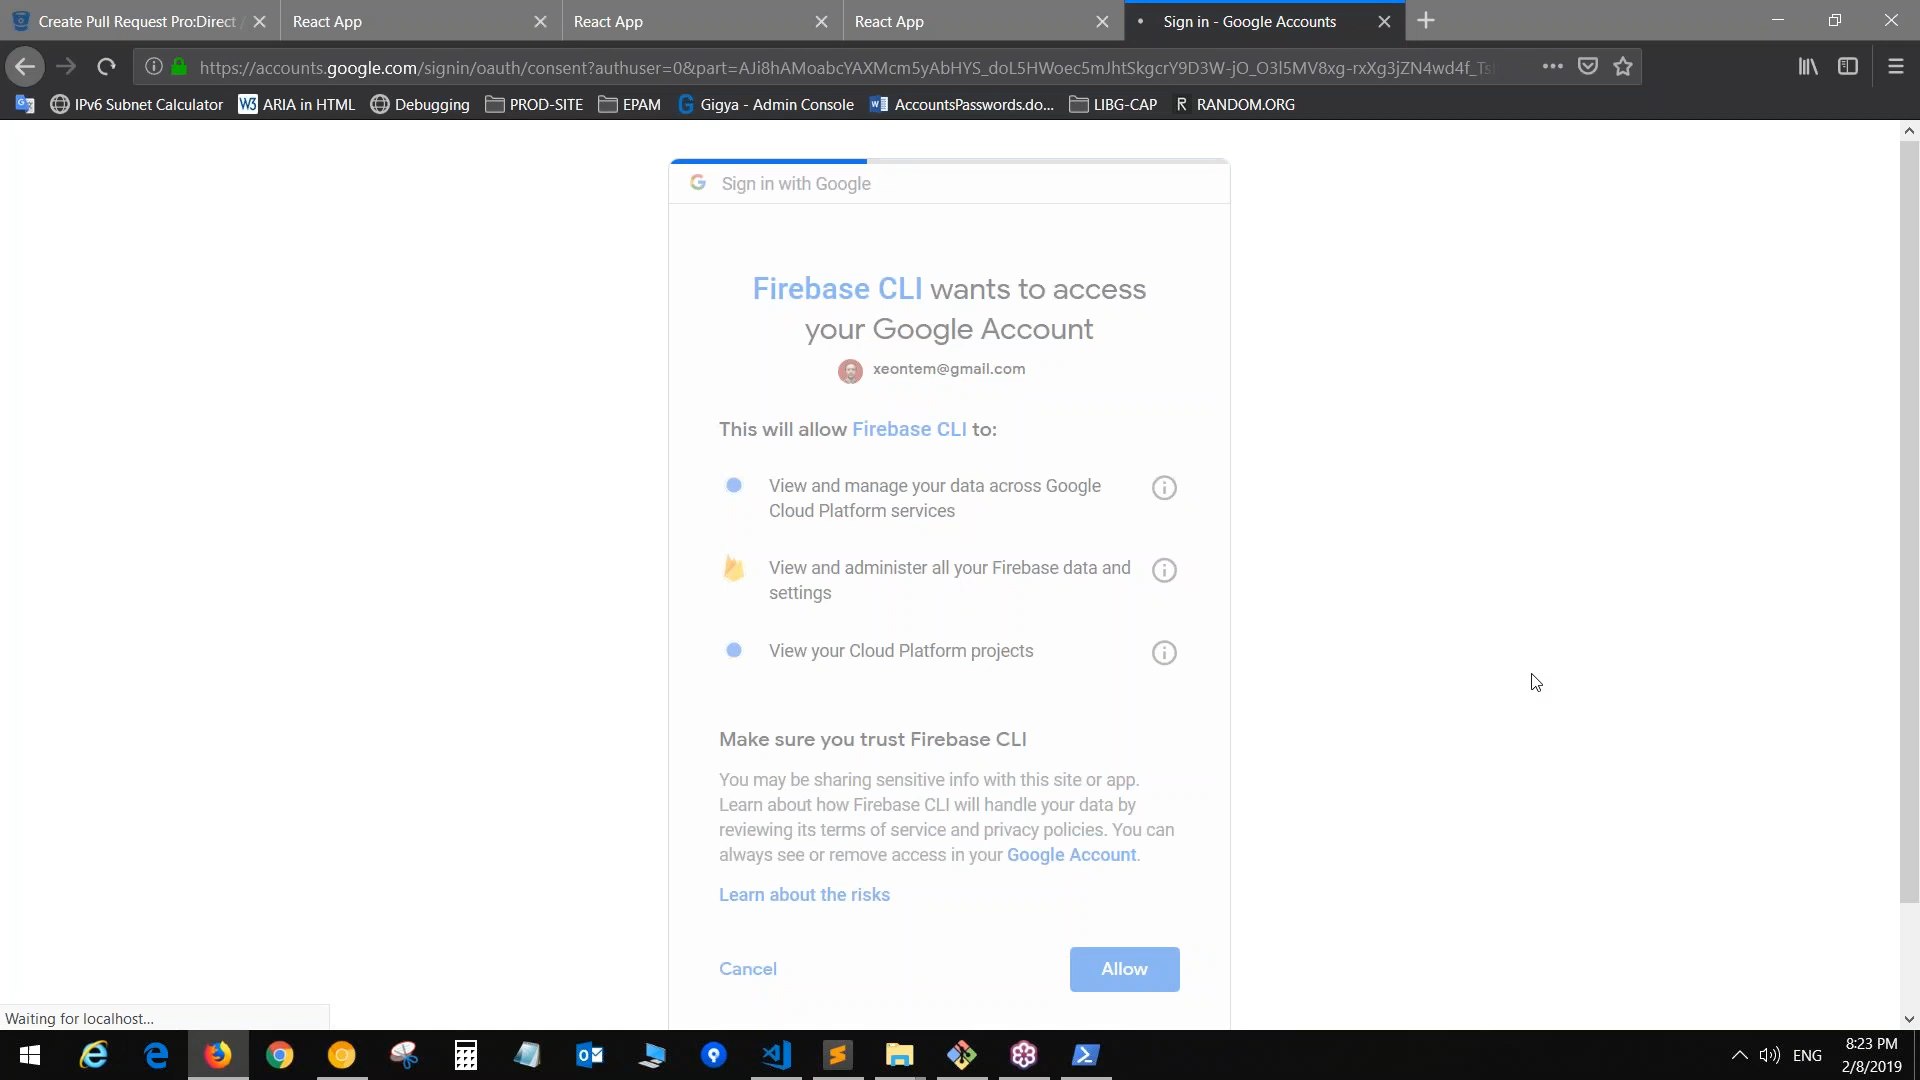 Create Pull Request Pro:Direct
React App
React App
React App
Sign in - Google Accounts
https://accounts.google.com/signin/oauth/consent?authuser=0&part=AJi8hAMoabcYAXMcm5yAbHYS_doL5HWoec5mJhtSkgcrY9D3W-jO_O3l5MV8xg-rxXg3jZN4wd4f_Ts
IPv6 Subnet Calculator
ARIA in HTML
Debugging
PROD-SITE
EPAM
Gigya - Admin Console
AccountsPasswords.do...
LIBG-CAP
RANDOM.ORG
Sign in with Google
Firebase CLI wants to access
your Google Account
xeontem@gmail.com
This will allow Firebase CLI to:
View and manage your data across Google
Cloud Platform services
View and administer all your Firebase data and
settings
View your Cloud Platform projects
Make sure you trust Firebase CLI
You may be sharing sensitive info with this site or app.
Learn about how Firebase CLI will handle your data by
reviewing its terms of service and privacy policies. You can
always see or remove access in your Google Account.
Learn about the risks
Cancel
Allow
Waiting for localhost...
ENG
8:23 PM
2/8/2019